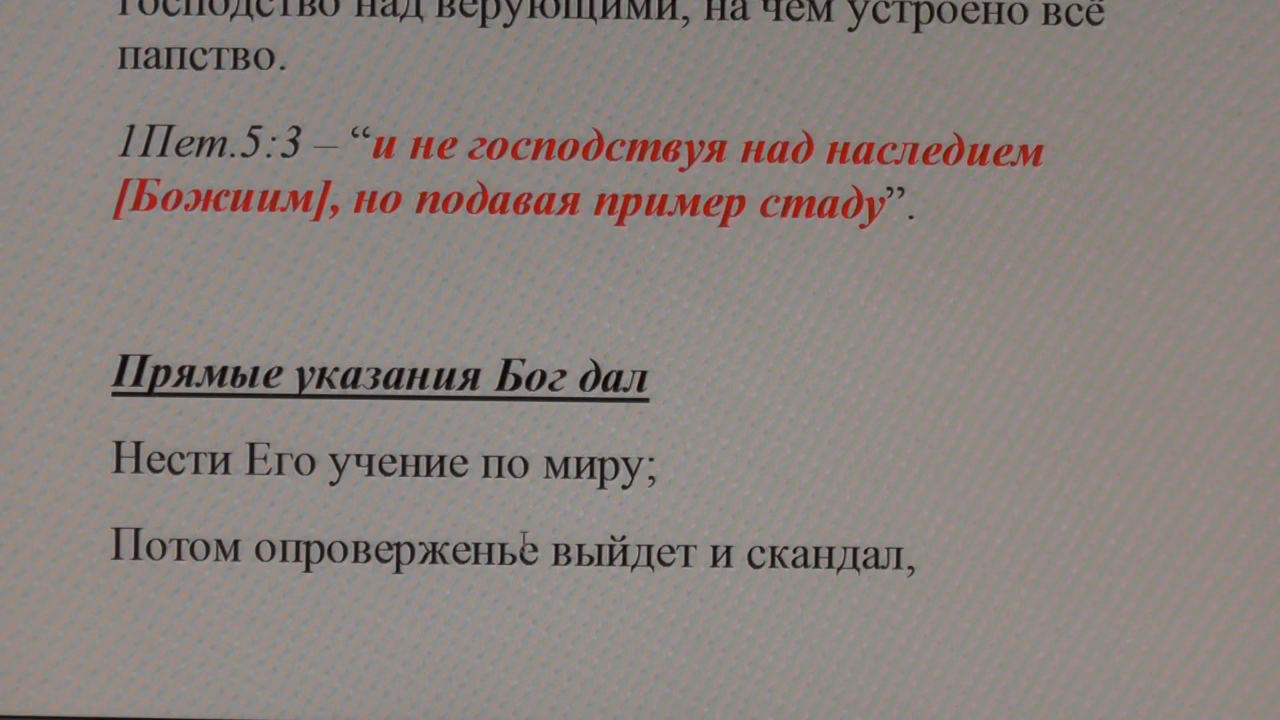 господство над верующими, на чём устроено всё
папство.
1Пет.5:3 – “и не господствуя над наследием
[Божиим], но подавая пример стаду”.
Прямые указания Бог дал
Нести Его учение по миру;
Потом опроверженье выйдет и скандал,